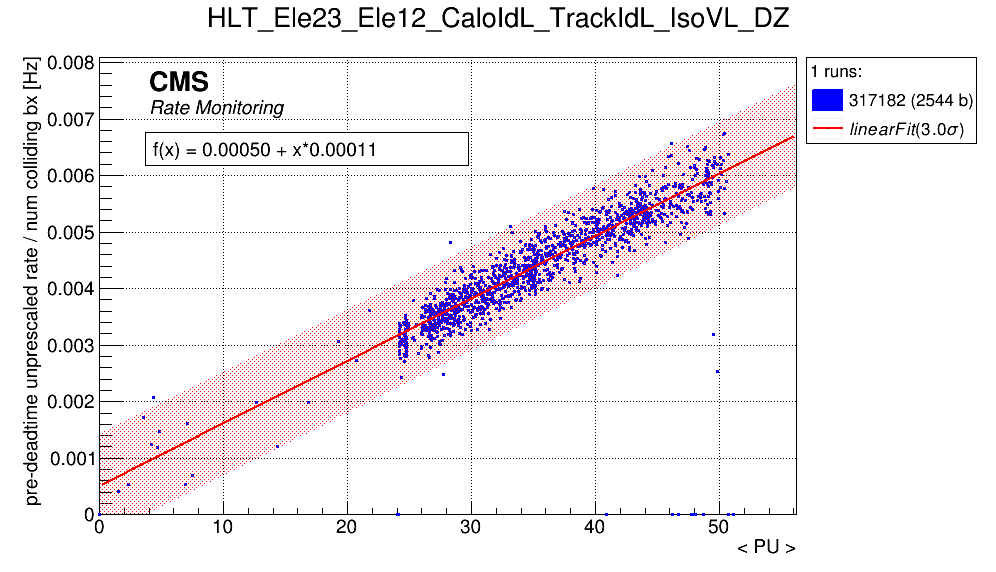 HLT_Ele23_Ele12_CaloIdL_TrackIdL_IsoVL_DZ
pre-deadtime unprescaled rate / num colliding bx [Hz]
0.008
0.007
0.006
0.005
0.004
0.003
0.002
0.001
0
CMS
Rate Monitoring
f(x) = 0.00050 + x*0.00011
1 runs:
317182 (2544 b)
linearFit(3.0σ)
0 10 20 30 40 50
< PU >